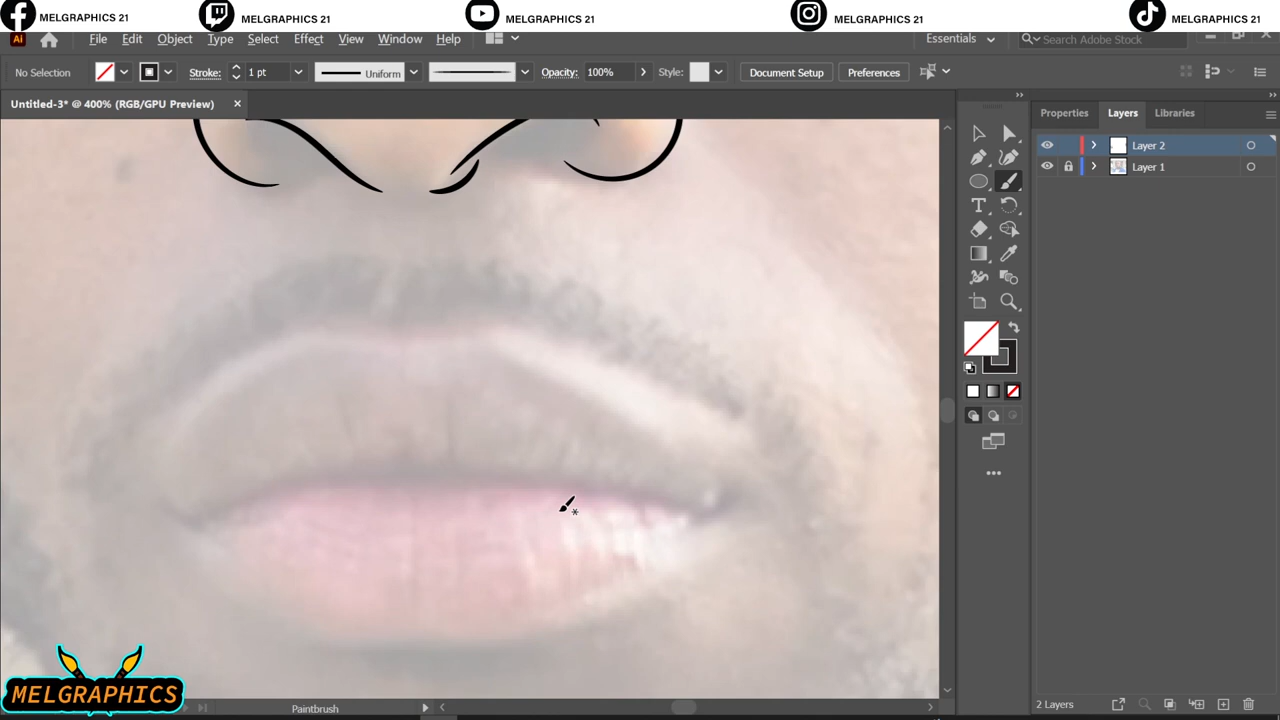 MELGRAPHICS 21
MELGRAPHICS 21
MELGRAPHICS 21
MELGRAPHICS 21
MELGRAPHICS 21
Ai File Edit Object Type Select Effect View Window Help Essentials Search Adobe Stock
No Selection Stroke: 1 pt Uniform Opacity: 100% Style: Document Setup Preferences
Untitled-3* @ 400% (RGB/GPU Preview)
Properties Layers Libraries
Layer 2
Layer 1
MELGRAPHICS
Paintbrush
2 Layers